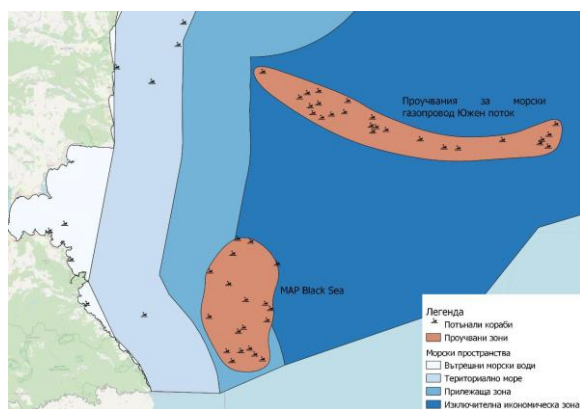 Проучвания за морски
газопровод Южен поток
MAP Black Sea
Легенда
Потънали кораби
Проучвани зони
Морски пространства
Вътрешни морски води
Териториално море
Прилежаща зона
Изключителна икономическа зона